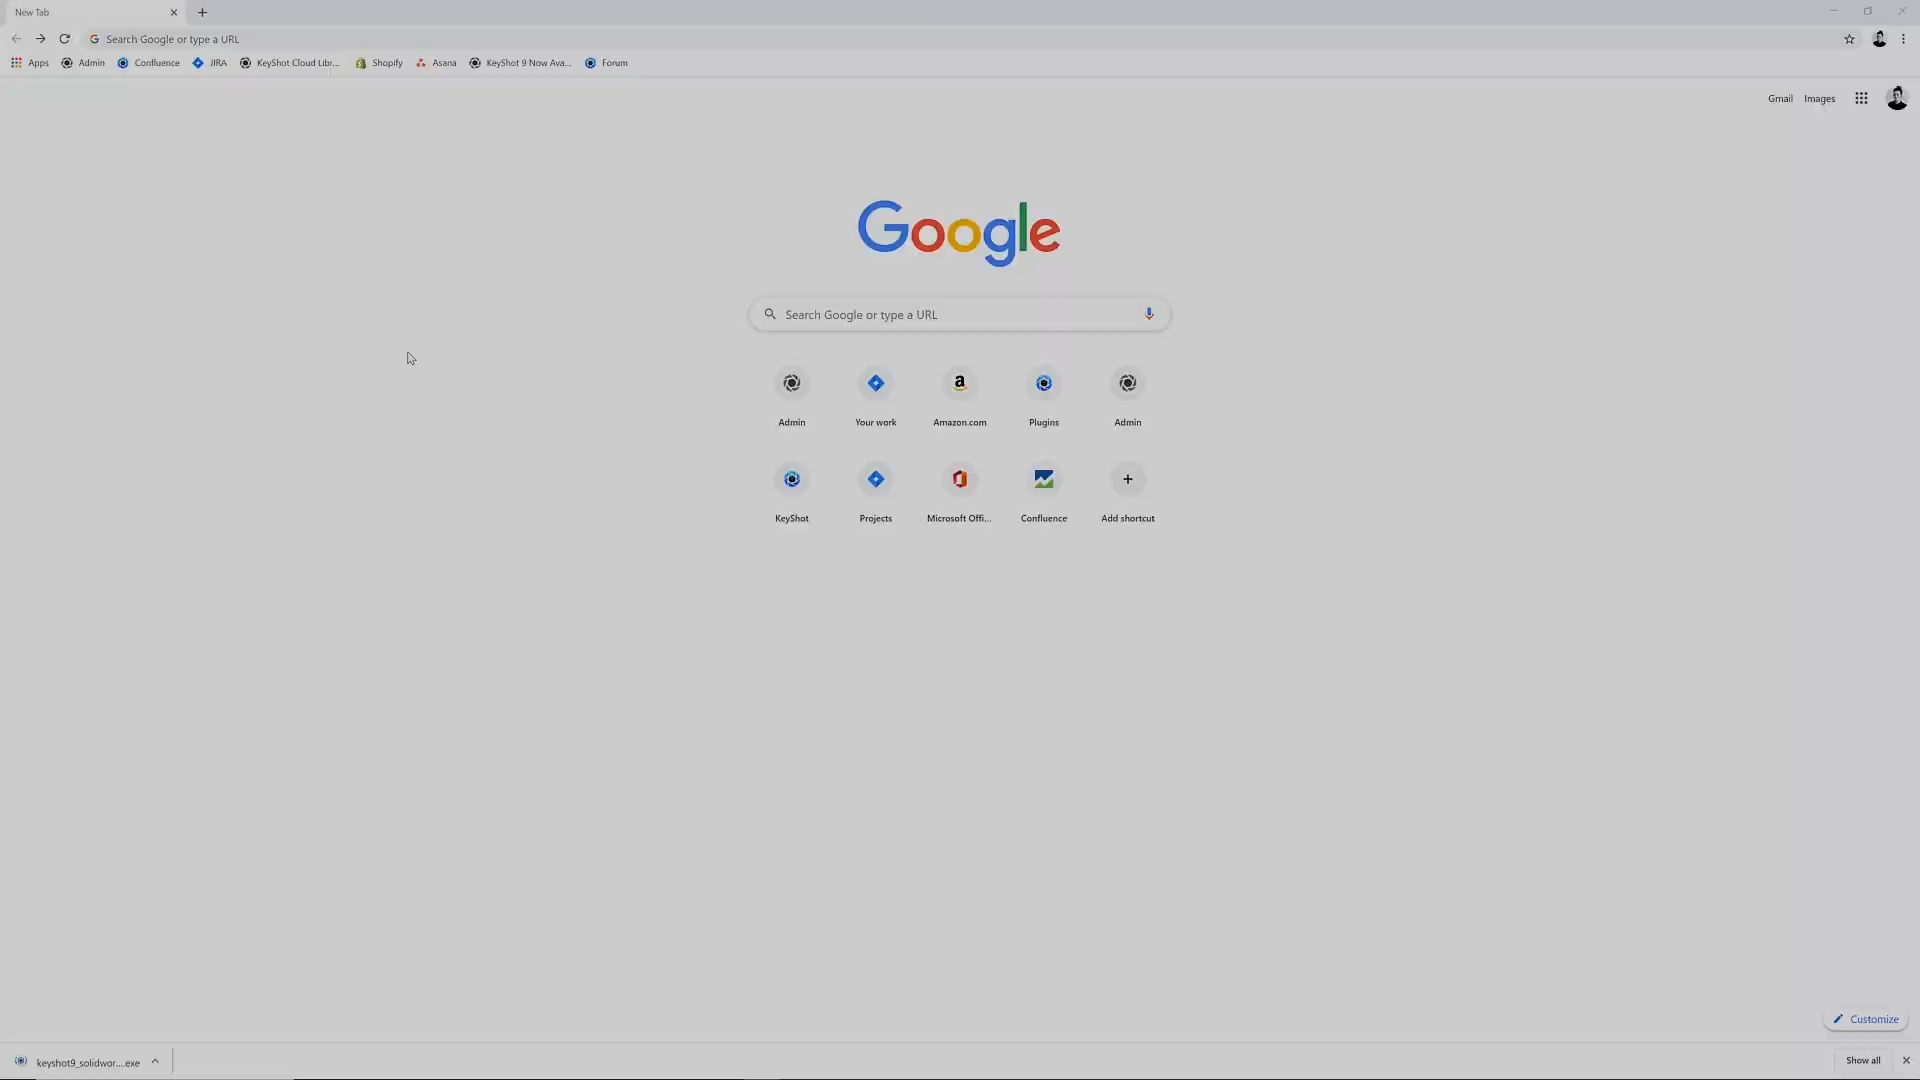 New Tab
Search Google or type a URL
Apps Admin Confluence JIRA KeyShot Cloud Libr... Shopify Asana KeyShot 9 Now Ava... Forum
Gmail Images
Google
Search Google or type a URL
Admin Your work Amazon.com Plugins Admin
KeyShot Projects Microsoft Offi... Confluence Add shortcut
Customize
keyshot9_solidwor....exe Show all